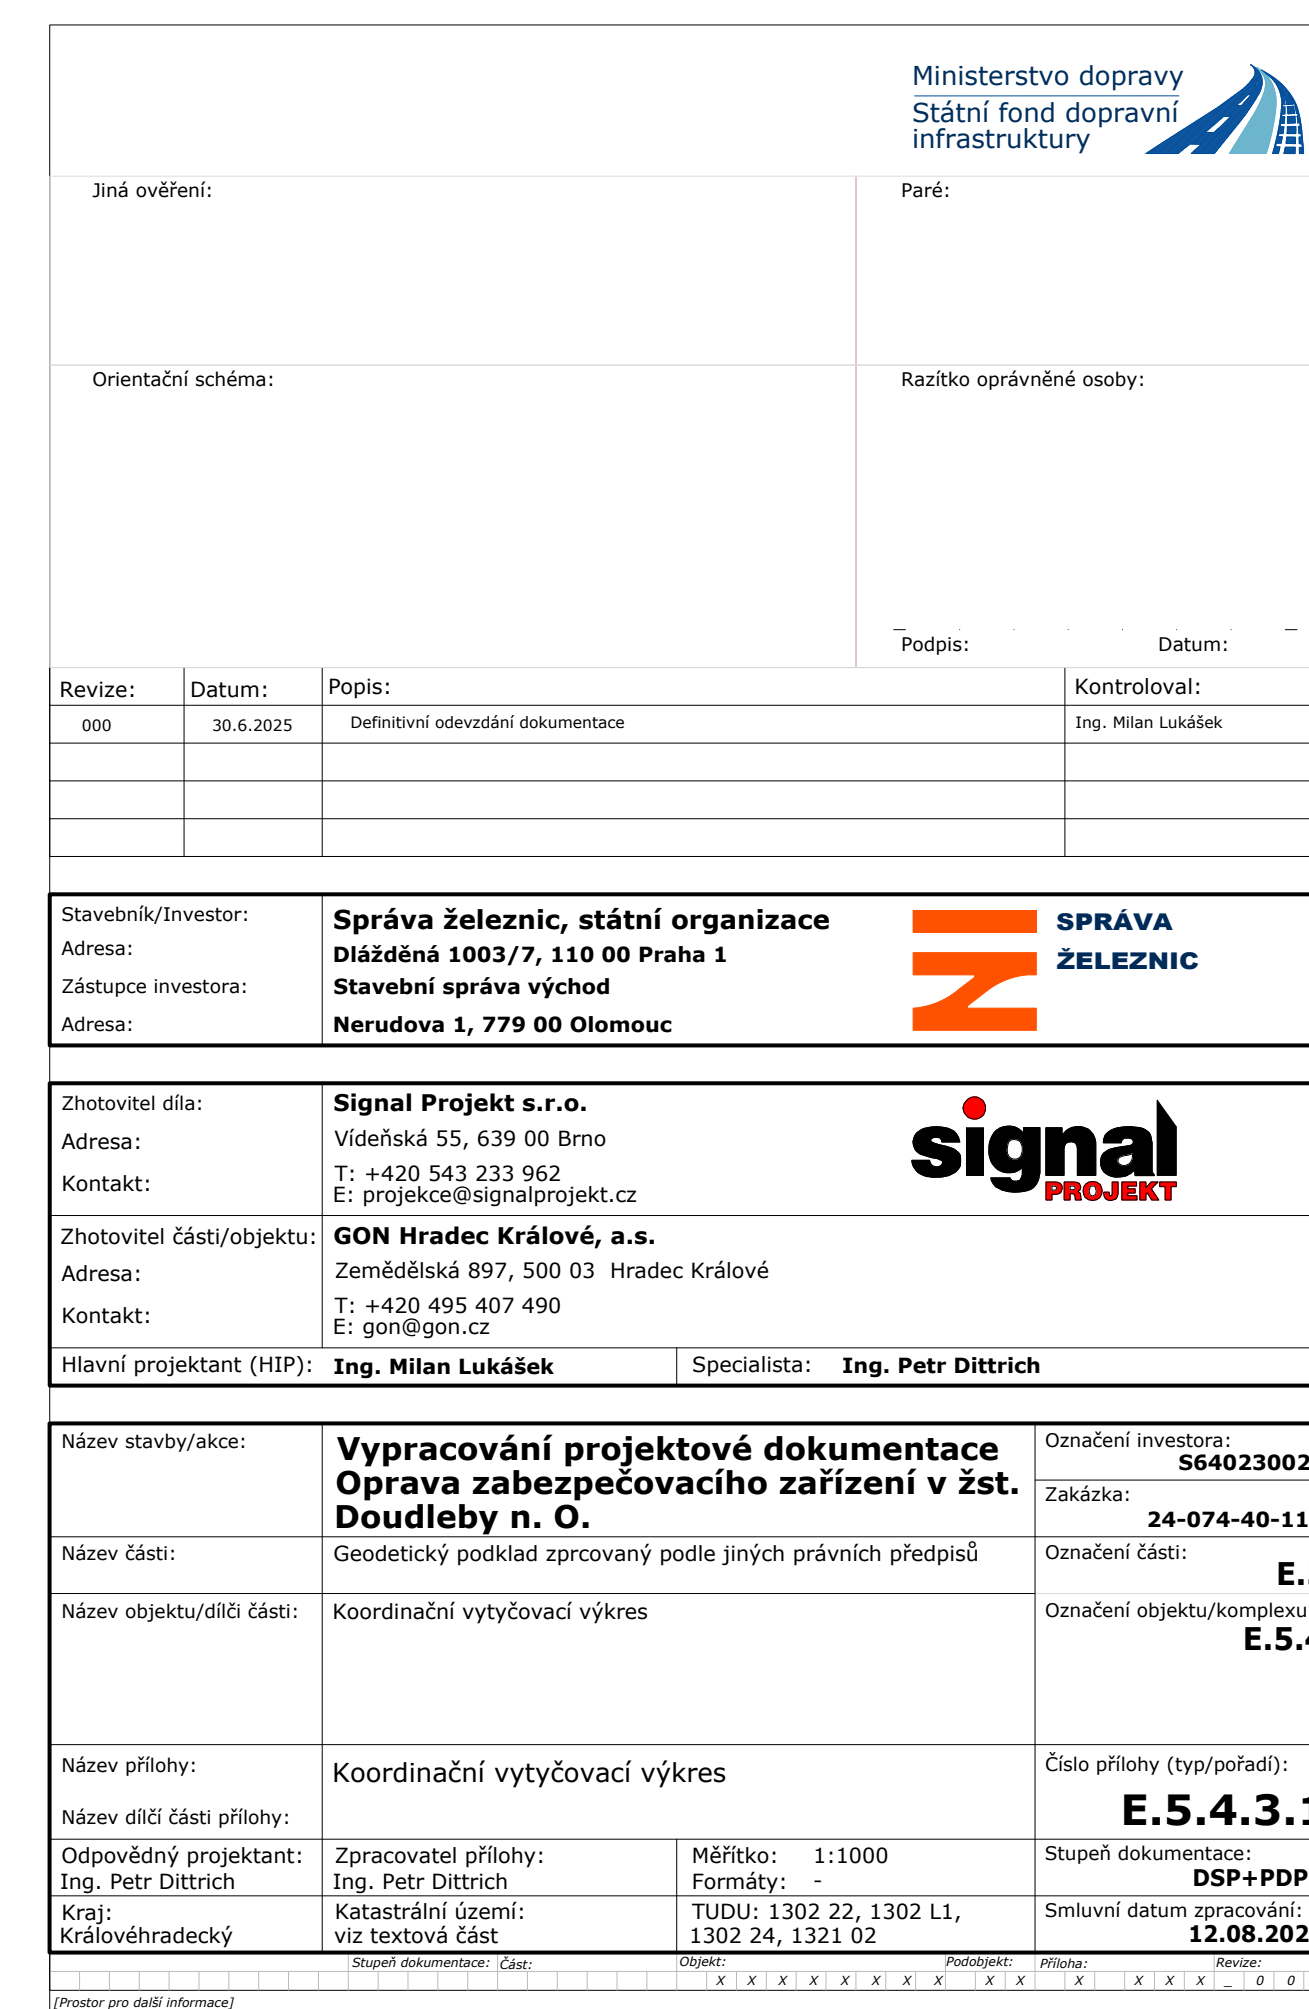 Ministerstvo dopravy
Státní fond dopravní
infrastruktury
Jiná ověření:
Paré:
Orientační schéma:
Razítko oprávněné osoby:
Podpis: Datum:
Revize: Datum: Popis: Kontroloval:
000 30.6.2025 Definitivní odevzdání dokumentace Ing. Milan Lukášek
Stavebník/Investor: Správa železnic, státní organizace
Adresa: Dlážděná 1003/7, 110 00 Praha 1
Zástupce investora: Stavební správa východ
Adresa: Nerudova 1, 779 00 Olomouc
SPRÁVA
ŽELEZNIC
Zhotovitel díla: Signal Projekt s.r.o.
Adresa: Vídeňská 55, 639 00 Brno
Kontakt: T: +420 543 233 962
E: projekce@signalprojekt.cz
signal
PROJEKT
Zhotovitel části/objektu: GON Hradec Králové, a.s.
Adresa: Zemědělská 897, 500 03 Hradec Králové
Kontakt: T: +420 495 407 490
E: gon@gon.cz
Hlavní projektant (HIP): Ing. Milan Lukášek Specialista: Ing. Petr Dittrich
Název stavby/akce: Vypracování projektové dokumentace
Oprava zabezpečovacího zařízení v žst.
Doudleby n. O.
Označení investora:
S64023002
Zakázka:
24-074-40-11
Název části: Geodetický podklad zprcovaný podle jiných právních předpisů
Označení části:
E.
Název objektu/dílči části: Koordinační vytyčovací výkres
Označení objektu/komplexu
E.5.4
Název přílohy: Koordinační vytyčovací výkres
Název dílčí části přílohy:
Číslo přílohy (typ/pořadí):
E.5.4.3.1
Odpovědný projektant: Zpracovatel přílohy: Měřítko: 1:1000 Stupeň dokumentace:
Ing. Petr Dittrich Ing. Petr Dittrich Formáty: - DSP+PDP
Kraj: Katastrální území: TUDU: 1302 22, 1302 L1, Smluvní datum zpracování:
Královéhradecký viz textová část 1302 24, 1321 02 12.08.202
Stupeň dokumentace: Část: Objekt: Podobjekt: Příloha: Revize:
X X X X X X X X X X X X X X _ 0 0
[Prostor pro další informace]